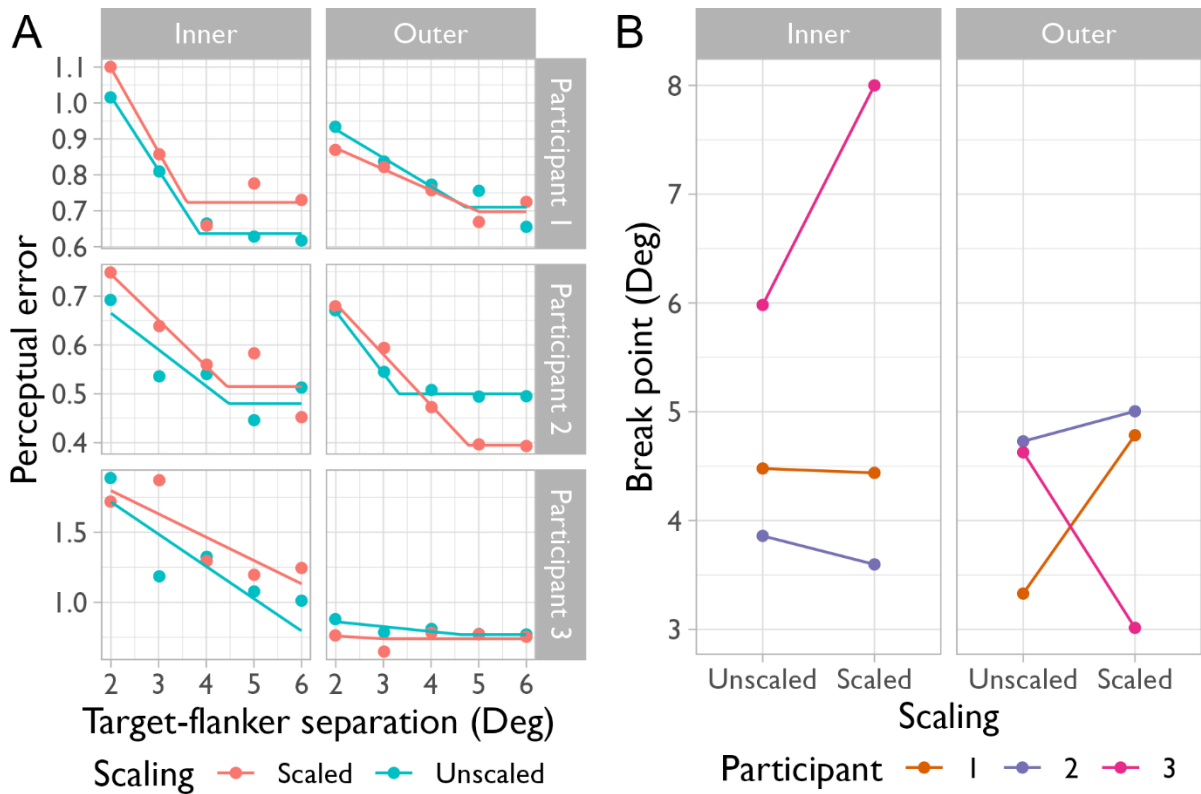 A
Inner Outer
1.1
1.0
0.9
0.8
0.7
0.6
Participant 1
0.7
0.6
0.5
0.4
Participant 2
1.5
1.0
Participant 3
Perceptual error
2 3 4 5 6 2 3 4 5 6
Target-flanker separation (Deg)
Scaling Scaled Unscaled
B
Inner Outer
8
7
6
5
4
3
Break point (Deg)
Unscaled Scaled Unscaled Scaled
Scaling
Participant 1 2 3